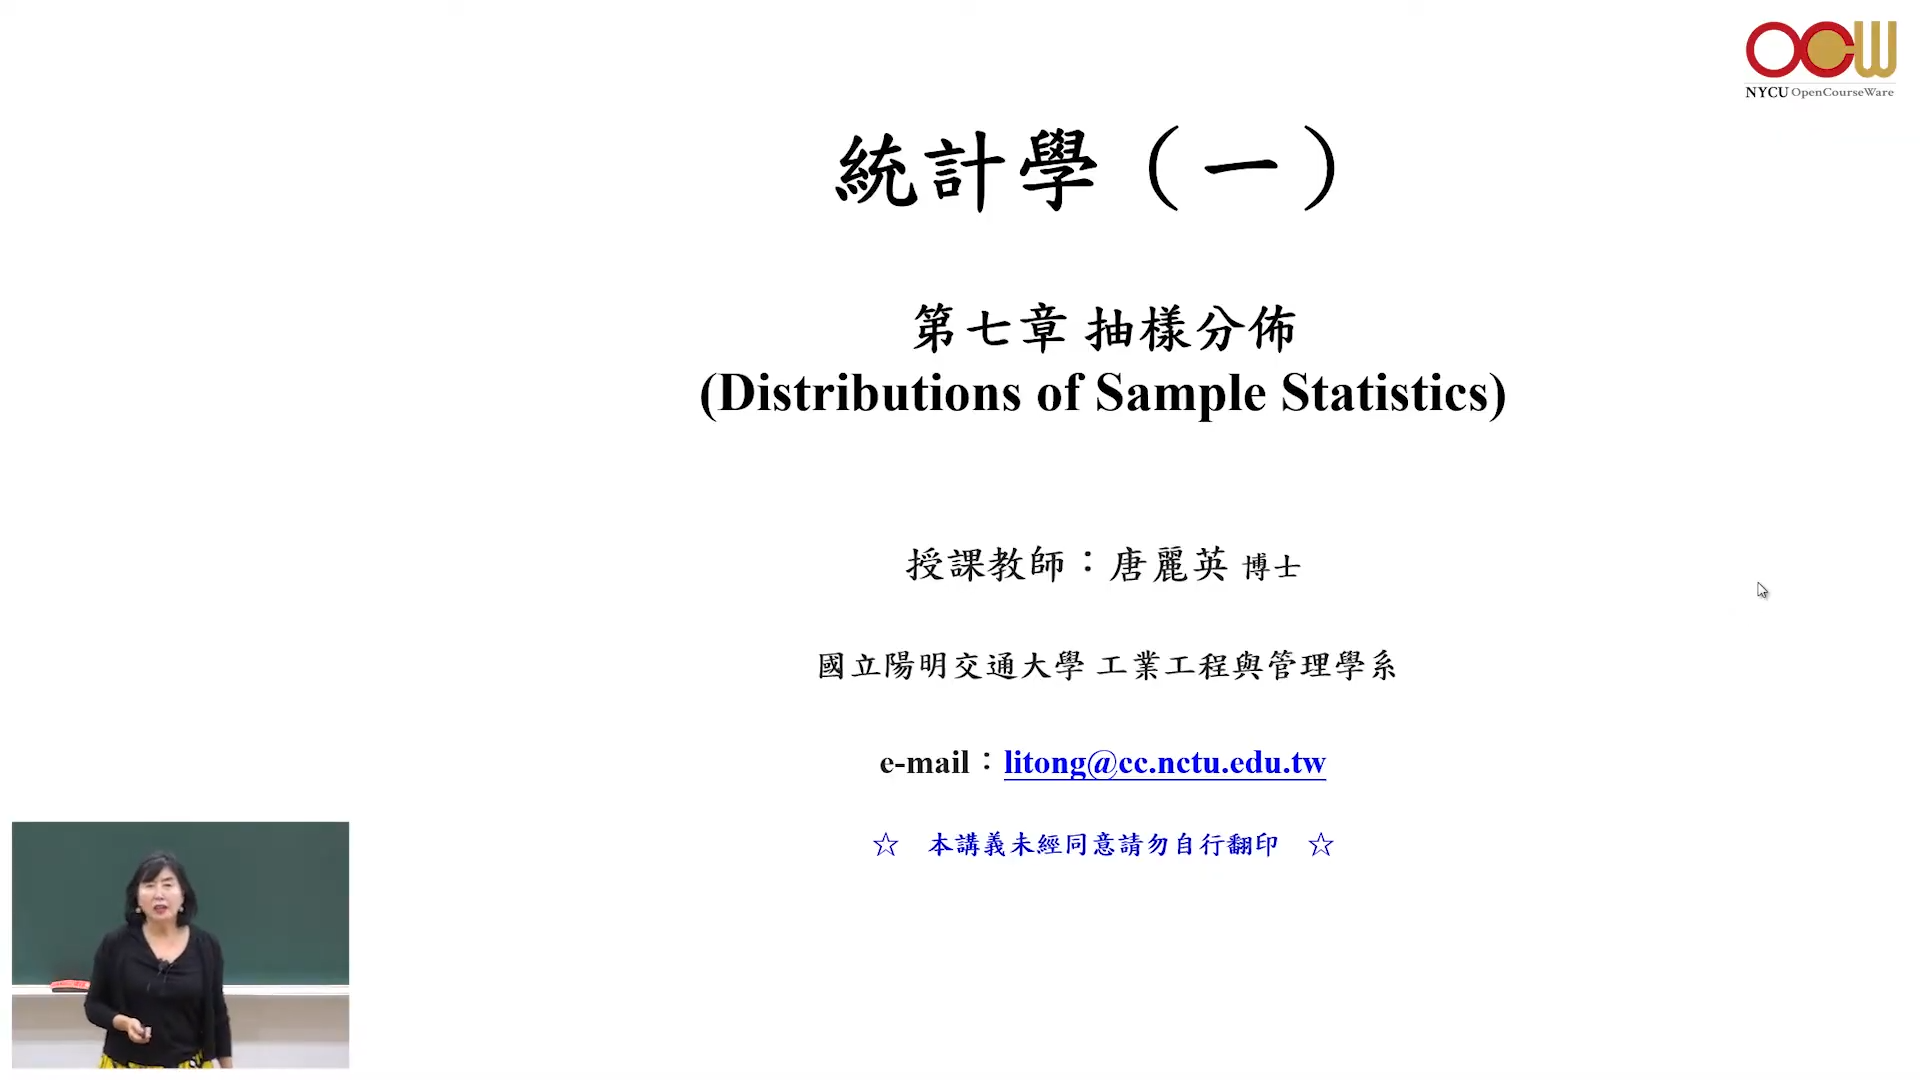 OCW
NYCU OpenCourseWare
統計學（一）
第七章 抽樣分佈
(Distributions of Sample Statistics)
授課教師：唐麗英 博士
國立陽明交通大學 工業工程與管理學系
e-mail：litong@cc.nctu.edu.tw
☆ 本講義未經同意請勿自行翻印 ☆